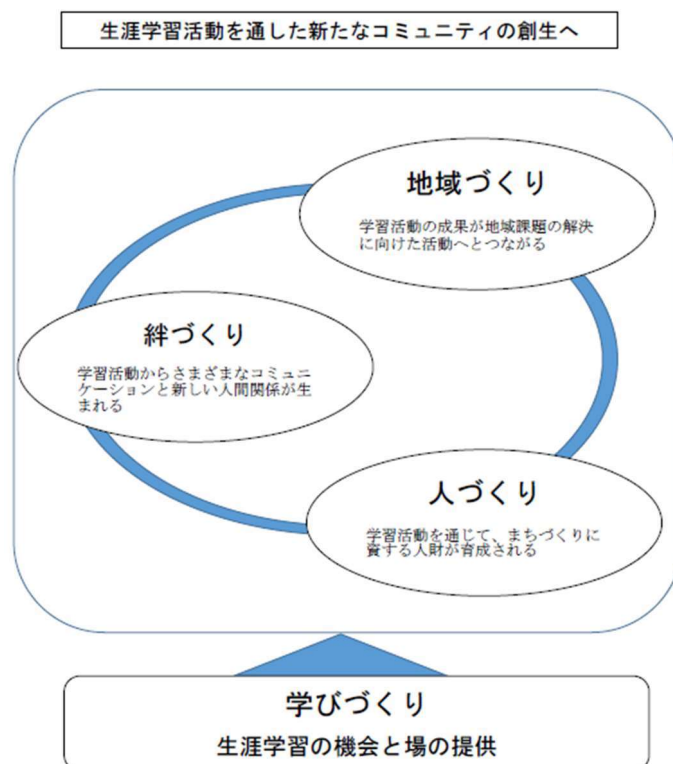 生涯学習活動を通した新たなコミュニティの創生へ
地域づくり
学習活動の成果が地域課題の解決
に向けた活動へとつながる
絆づくり
学習活動からさまざまなコミュニ
ケーションと新しい人間関係が生
まれる
人づくり
学習活動を通じて、まちづくりに
資する人財が育成される
学びづくり
生涯学習の機会と場の提供